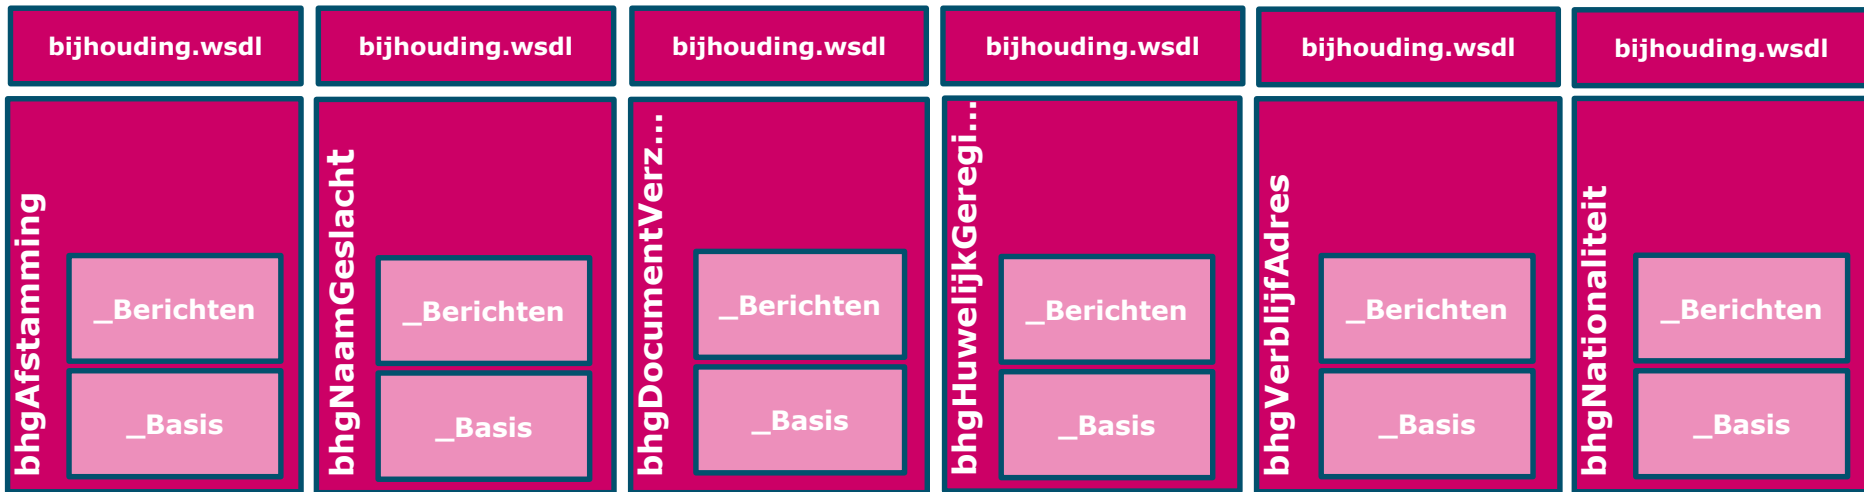 bijhouding.wsdl
bijhouding.wsdl
bijhouding.wsdl
bijhouding.wsdl
bijhouding.wsdl
bijhouding.wsdl
bhgAfstamming
_Berichten
_Basis
bhgNaamGeslacht
_Berichten
_Basis
bhgDocumentVerz...
_Berichten
_Basis
bhgHuwelijkGeregi...
_Berichten
_Basis
bhgVerblijfAdres
_Berichten
_Basis
bhgNationaliteit
_Berichten
_Basis